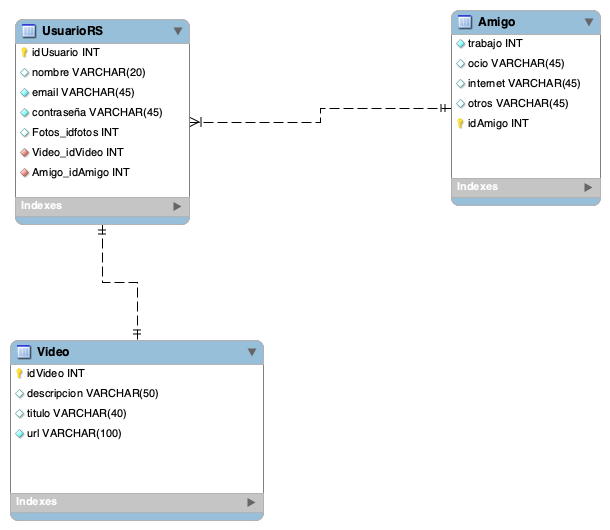 UsuarioRS
idUsuario INT
nombre VARCHAR(20)
email VARCHAR(45)
contraseña VARCHAR(45)
Fotos_idfotos INT
Video_idVideo INT
Amigo_idAmigo INT
Indexes
Amigo
trabajo INT
ocio VARCHAR(45)
internet VARCHAR(45)
otros VARCHAR(45)
idAmigo INT
Indexes
Video
idVideo INT
descripcion VARCHAR(50)
titulo VARCHAR(40)
url VARCHAR(100)
Indexes